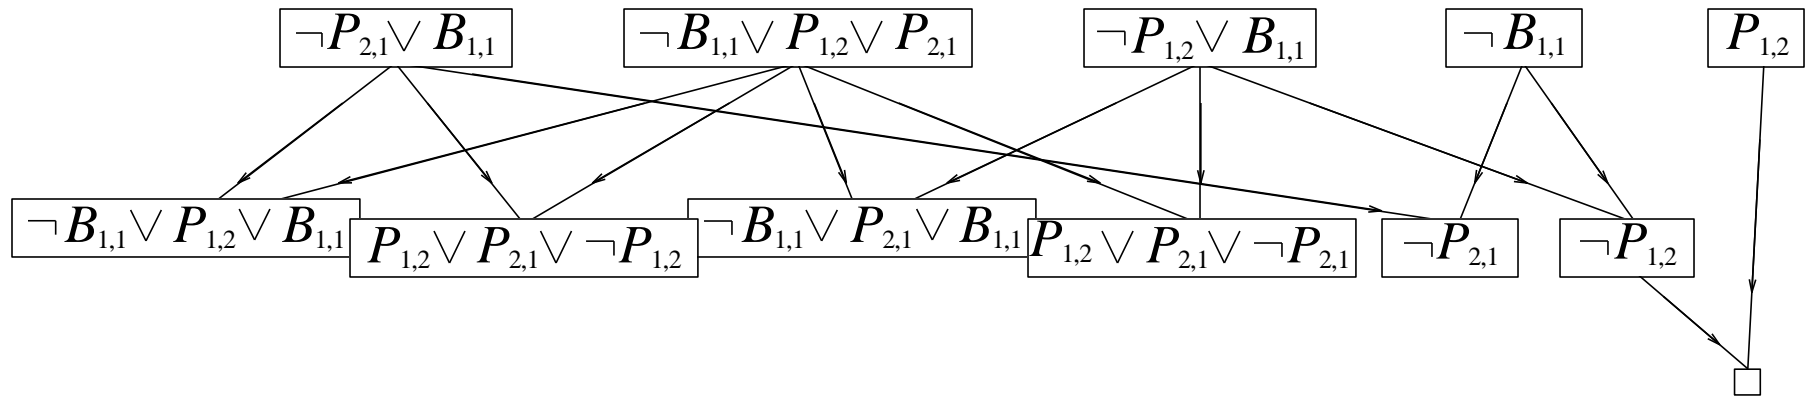 ¬P2,1 ∨ B1,1
¬B1,1 ∨ P1,2 ∨ P2,1
¬P1,2 ∨ B1,1
¬B1,1
P1,2
¬B1,1 ∨ P1,2 ∨ B1,1
P1,2 ∨ P2,1 ∨ ¬P1,2
¬B1,1 ∨ P2,1 ∨ B1,1
P1,2 ∨ P2,1 ∨ ¬P2,1
¬P2,1
¬P1,2